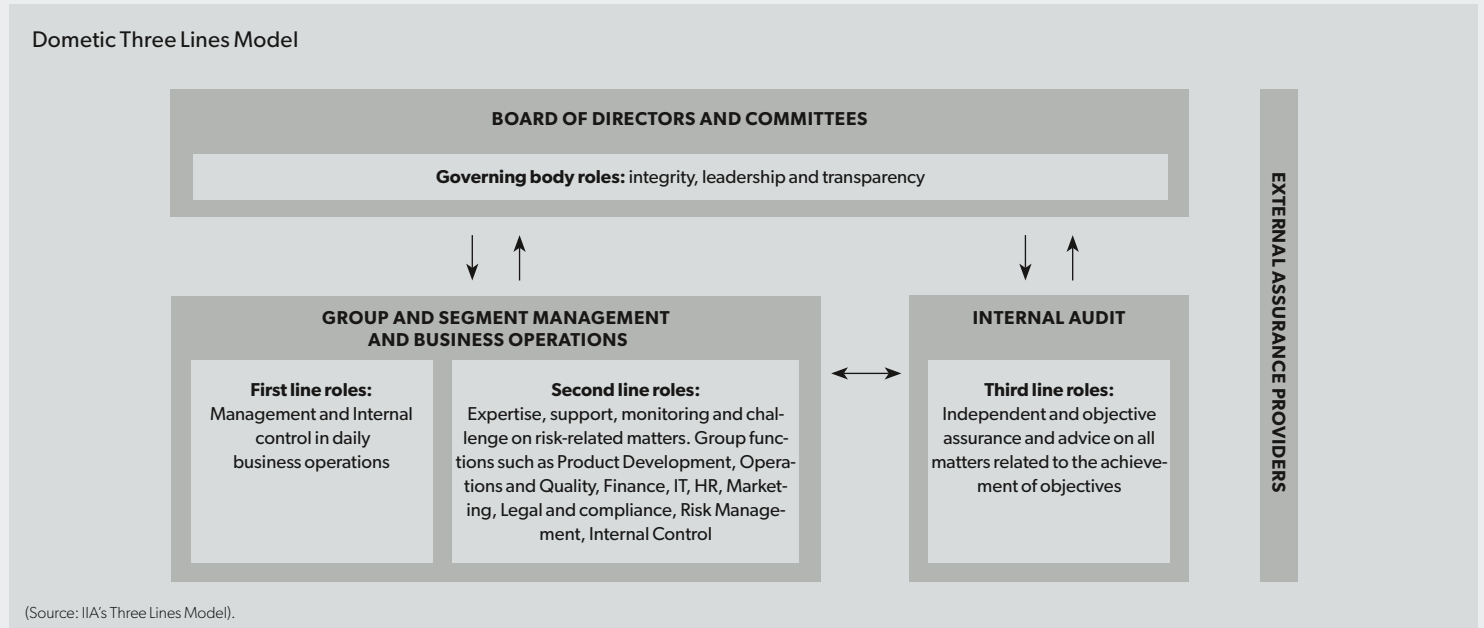 Dometic Three Lines Model
BOARD OF DIRECTORS AND COMMITTEES
Governing body roles: integrity, leadership and transparency
GROUP AND SEGMENT MANAGEMENT
AND BUSINESS OPERATIONS
First line roles:
Management and Internal
control in daily
business operations
Second line roles:
Expertise, support, monitoring and chal-
lenge on risk-related matters. Group func-
tions such as Product Development, Opera-
tions and Quality, Finance, IT, HR, Market-
ing, Legal and compliance, Risk Manage-
ment, Internal Control
INTERNAL AUDIT
Third line roles:
Independent and objective
assurance and advice on all
matters related to the achieve-
ment of objectives
EXTERNAL ASSURANCE PROVIDERS
(Source: IIA's Three Lines Model).